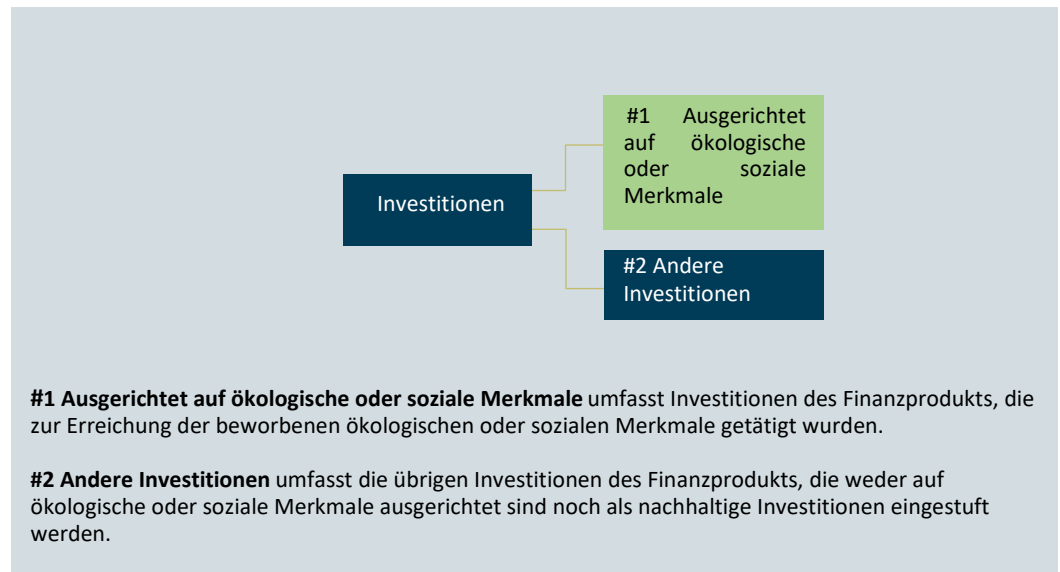 #1 Ausgerichtet
auf ökologische
oder soziale
Merkmale
Investitionen
#2 Andere
Investitionen
#1 Ausgerichtet auf ökologische oder soziale Merkmale umfasst Investitionen des Finanzprodukts, die
zur Erreichung der beworbenen ökologischen oder sozialen Merkmale getätigt wurden.
#2 Andere Investitionen umfasst die übrigen Investitionen des Finanzprodukts, die weder auf
ökologische oder soziale Merkmale ausgerichtet sind noch als nachhaltige Investitionen eingestuft
werden.